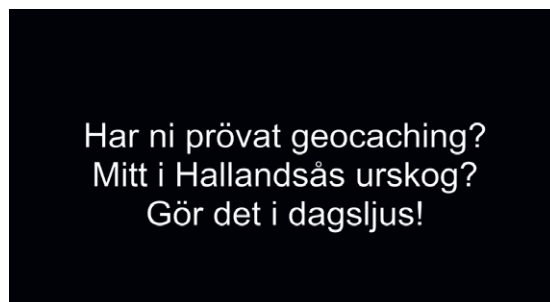 Har ni prövat geocaching?
Mitt i Hallandsås urskog?
Gör det i dagsljus!